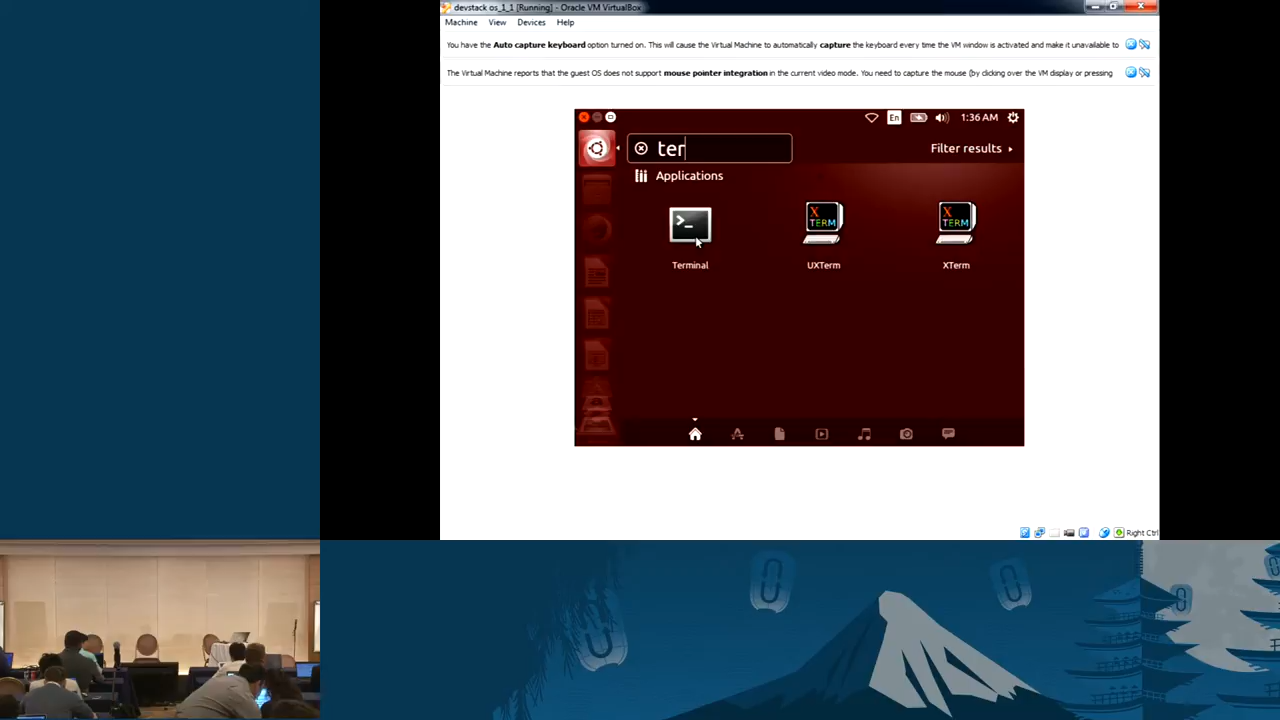 devstack os_1_1 [Running] - Oracle VM VirtualBox
Machine View Devices Help
You have the Auto capture keyboard option turned on. This will cause the Virtual Machine to automatically capture the keyboard every time the VM window is activated and make it unavailable to
The Virtual Machine reports that the guest OS does not support mouse pointer integration in the current video mode. You need to capture the mouse (by clicking over the VM display or pressing
En 1:36 AM
ter
Filter results
Applications
X TERM X TERM
Terminal UXTerm XTerm
Right Ctrl